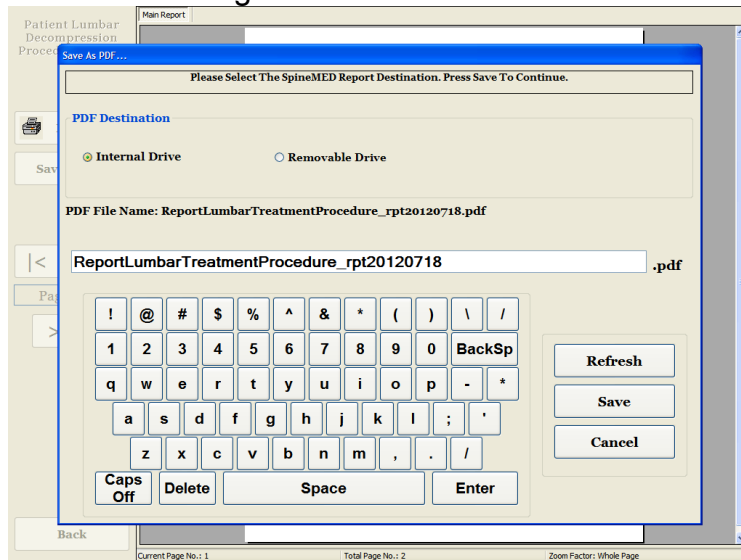 Patient Lumbar
Decompression
Main Report
Save As PDF...
Please Select The SpineMED Report Destination. Press Save To Continue.
PDF Destination
Internal Drive
Removable Drive
PDF File Name: ReportLumbarTreatmentProcedure_rpt20120718.pdf
ReportLumbarTreatmentProcedure_rpt20120718 .pdf
|<
>
! @ # $ % ^ & * ( ) \ /
1 2 3 4 5 6 7 8 9 0 BackSp
q w e r t y u i o p - *
a s d f g h j k l ; '
z x c v b n m , . /
Caps Off Delete Space Enter
Refresh
Save
Cancel
Back
Current Page No.: 1 Total Page No.: 2 Zoom Factor: Whole Page